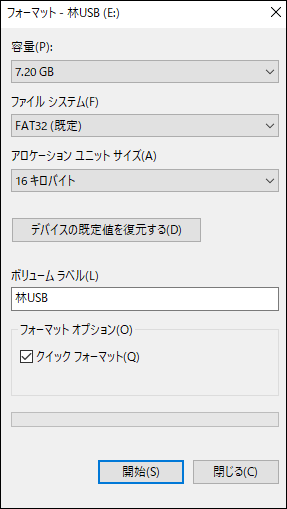 フォーマット - 林USB (E:)
容量(P):
7.20 GB
ファイル システム(F)
FAT32 (既定)
アロケーション ユニット サイズ(A)
16 キロバイト
デバイスの既定値を復元する(D)
ボリューム ラベル(L)
林USB
フォーマット オプション(O)
クイック フォーマット(Q)
開始(S)
閉じる(C)